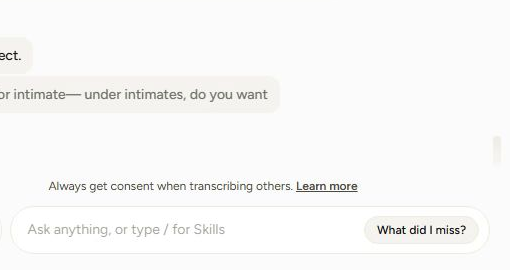 ect.
or intimate— under intimates, do you want
Always get consent when transcribing others. Learn more
Ask anything, or type / for Skills
What did I miss?